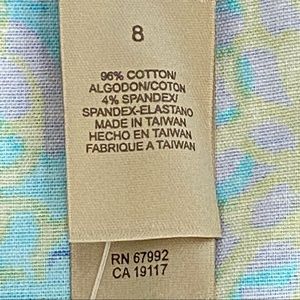 8
96% COTTON/
ALGODON/COTON
4% SPANDEX/
SPANDEX-ELASTANO
MADE IN TAIWAN
HECHO EN TAIWAN
FABRIQUE A TAIWAN
RN 67992
CA 19117